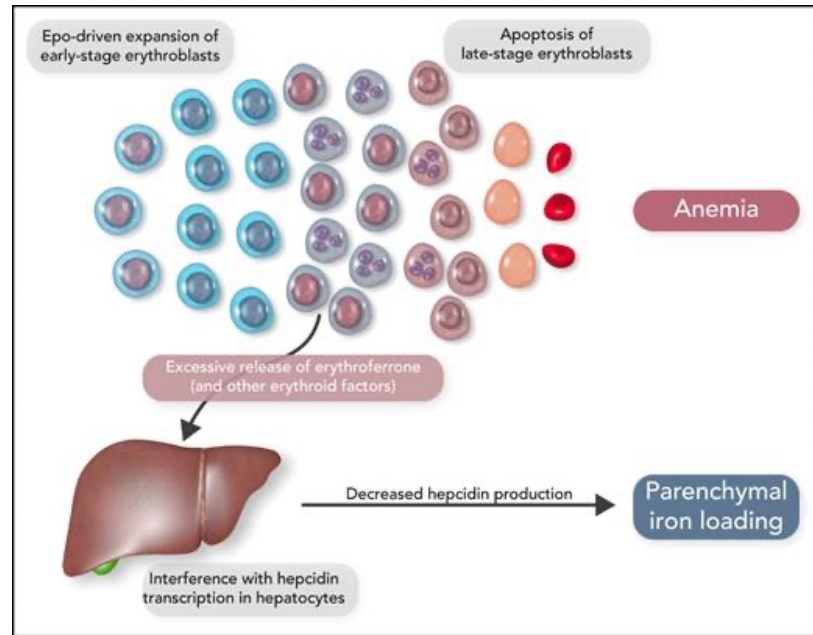 Epo-driven expansion of
early-stage erythroblasts
Apoptosis of
late-stage erythroblasts
Anemia
Excessive release of erythroferrone
(and other erythroid factors)
Decreased hepcidin production
Parenchymal
iron loading
Interference with hepcidin
transcription in hepatocytes